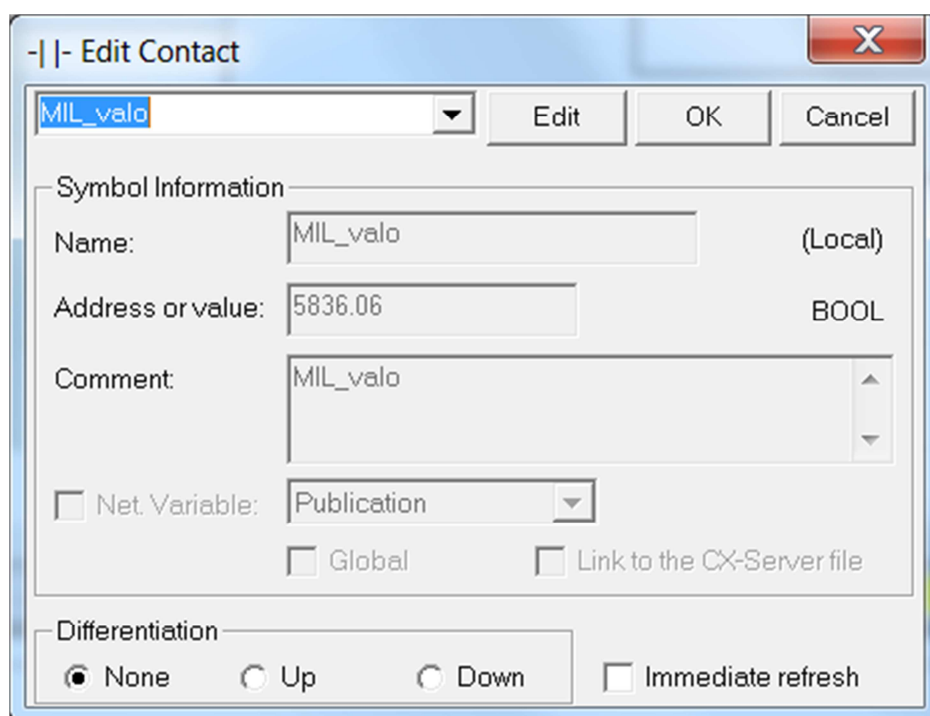 -| |- Edit Contact
MIL_valo Edit OK Cancel
Symbol Information
Name: MIL_valo (Local)
Address or value: 5836.06 BOOL
Comment: MIL_valo
Net. Variable: Publication
Global Link to the CX-Server file
Differentiation
None Up Down Immediate refresh